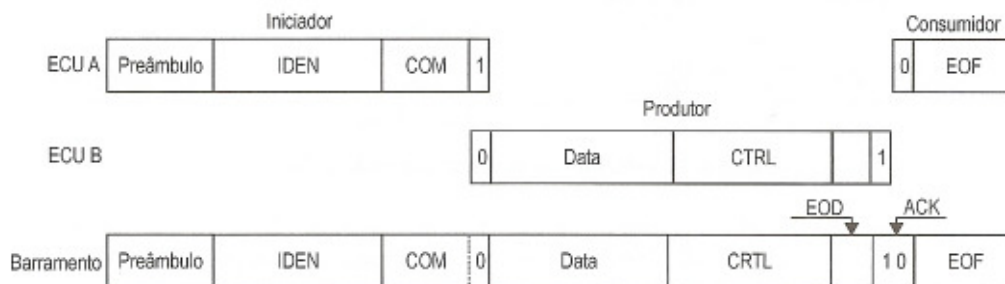 Iniciador Consumidor
ECU A Preâmbulo IDEN COM 1 0 EOF
Produtor
ECU B 0 Data CTRL 1
EOD ACK
Barramento Preâmbulo IDEN COM 0 Data CRTL 1 0 EOF